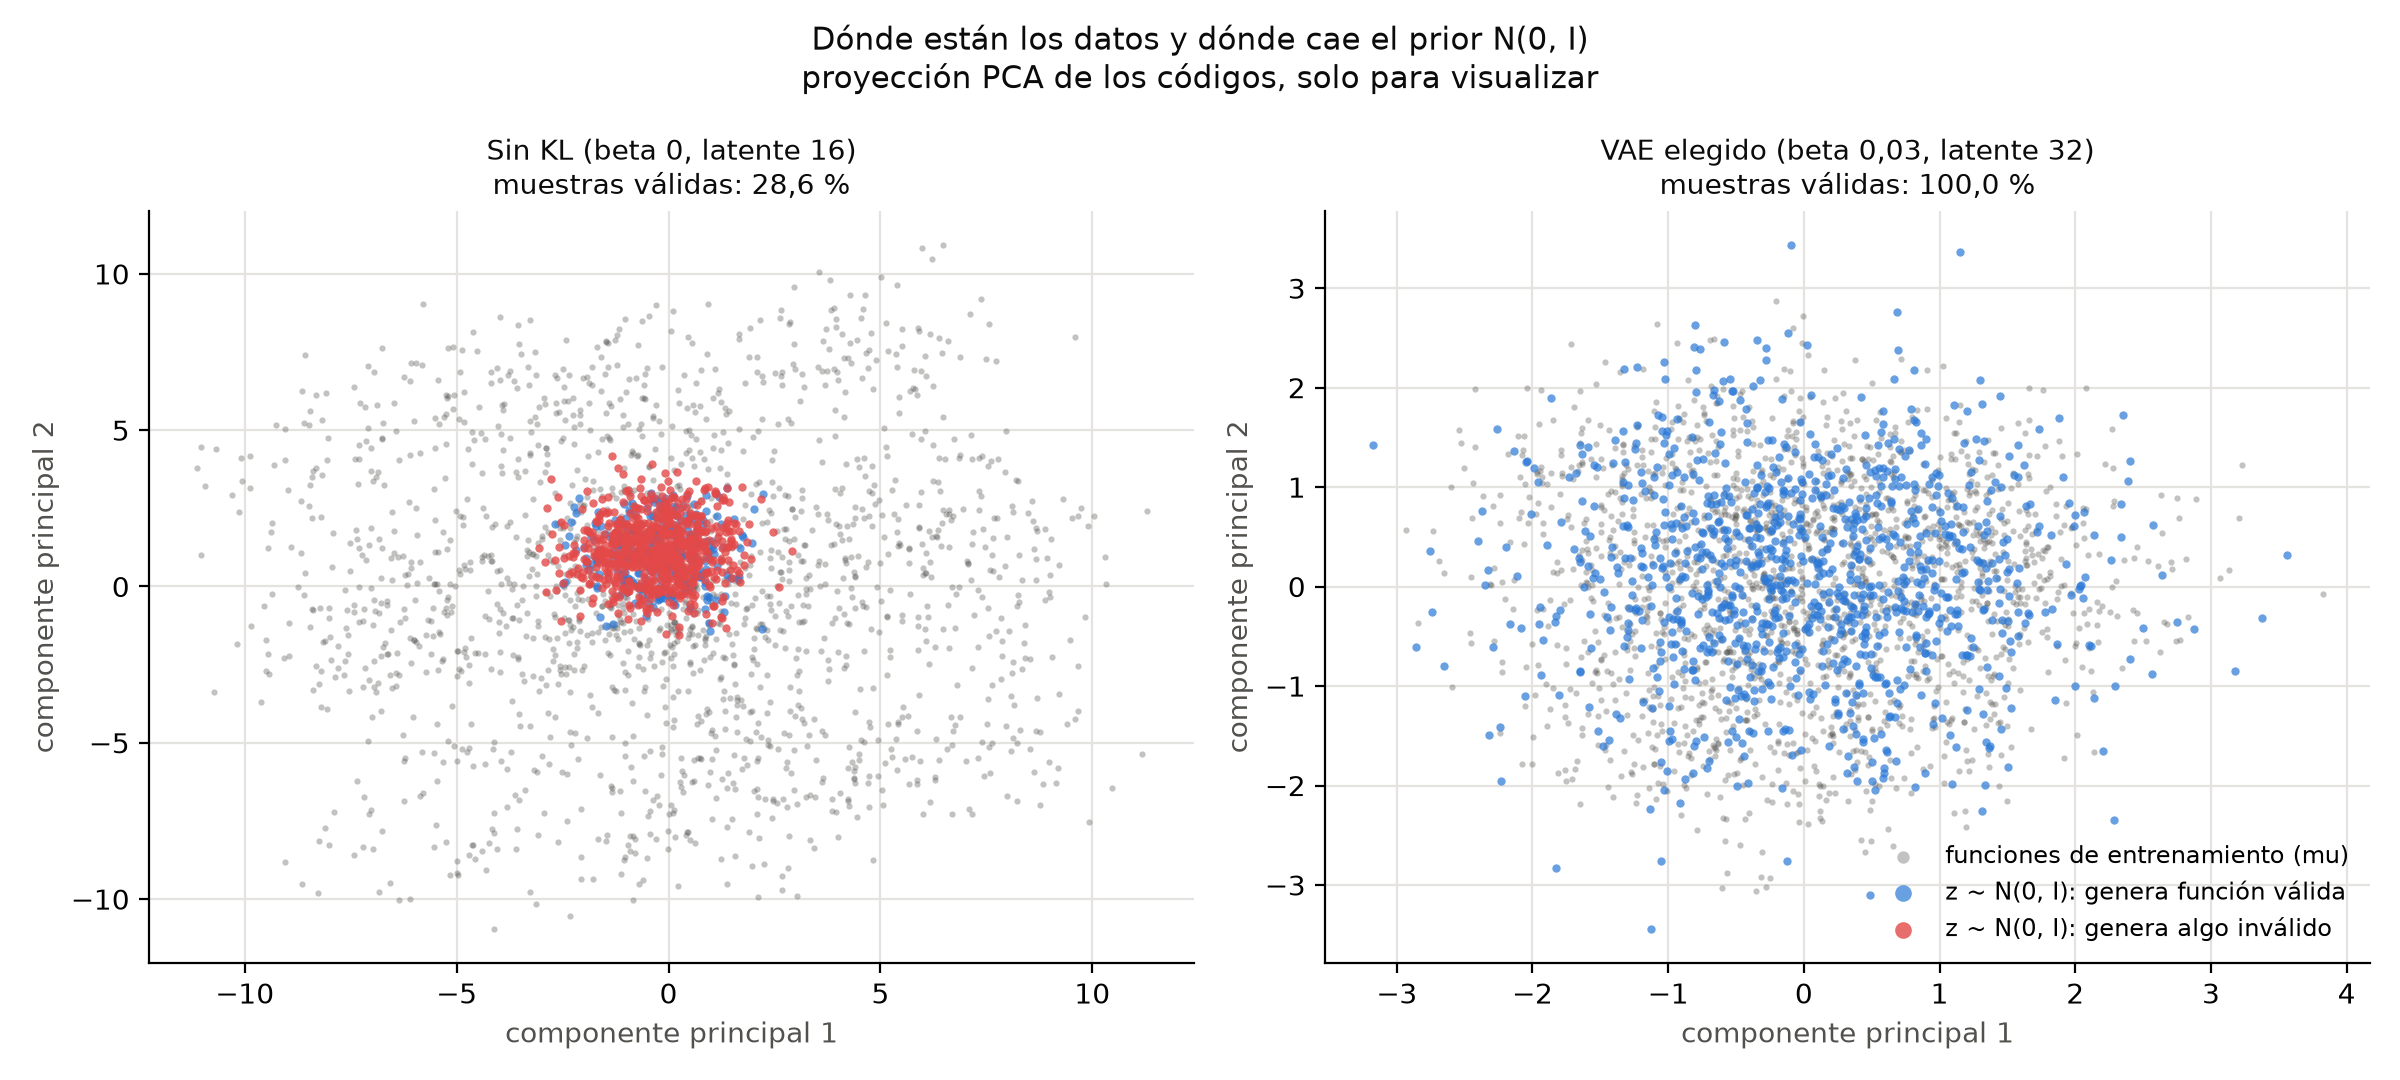 Dónde están los datos y dónde cae el prior N(0, I)
proyección PCA de los códigos, solo para visualizar
Sin KL (beta 0, latente 16)
muestras válidas: 28,6 %
10
5
0
−5
−10
componente principal 2
−10
−5
0
5
10
componente principal 1
VAE elegido (beta 0,03, latente 32)
muestras válidas: 100,0 %
3
2
1
0
−1
−2
−3
componente principal 2
funciones de entrenamiento (mu)
z ~ N(0, I): genera función válida
z ~ N(0, I): genera algo inválido
−3
−2
−1
0
1
2
3
4
componente principal 1